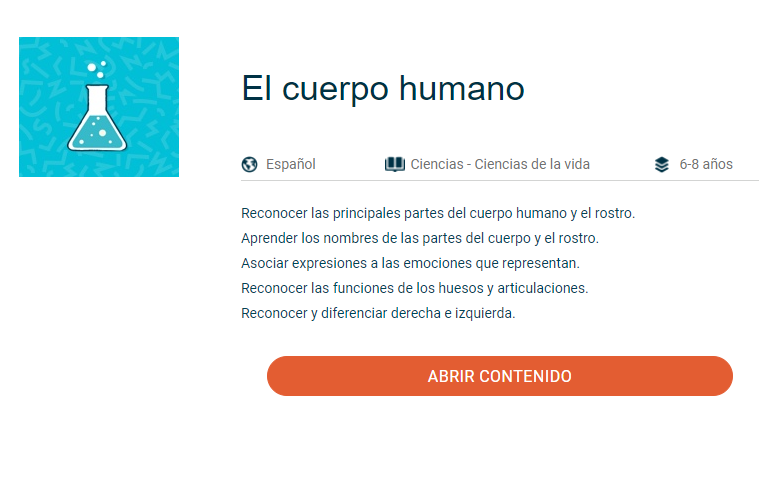 El cuerpo humano
Español
Ciencias - Ciencias de la vida
6-8 años
Reconocer las principales partes del cuerpo humano y el rostro.
Aprender los nombres de las partes del cuerpo y el rostro.
Asociar expresiones a las emociones que representan.
Reconocer las funciones de los huesos y articulaciones.
Reconocer y diferenciar derecha e izquierda.
ABRIR CONTENIDO